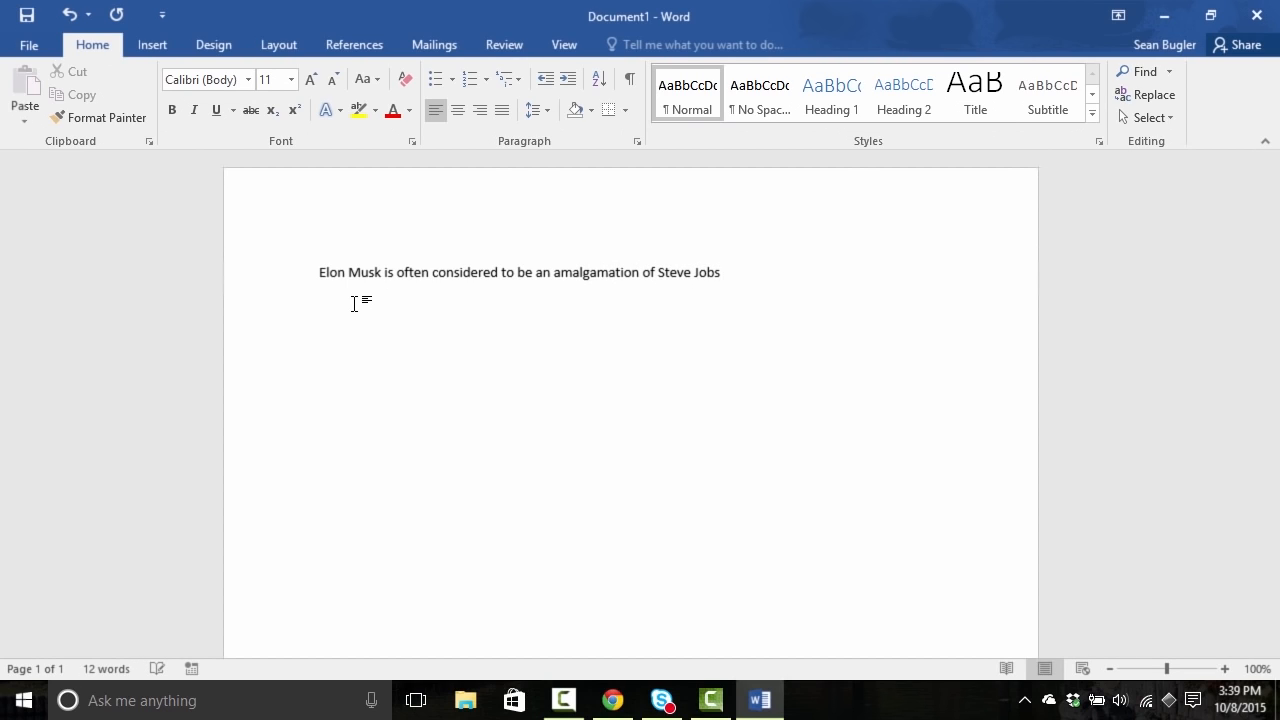 Document1 - Word
File Home Insert Design Layout References Mailings Review View Tell me what you want to do... Sean Bugler Share
Paste
Cut
Copy
Format Painter
Clipboard
Calibri (Body) 11 Aa
B I U abc x₂ x² A A
Font
Paragraph
AaBbCcDc AaBbCcDc AaBbCc AaBbCcD AaB AaBbCcD
¶ Normal ¶ No Spac... Heading 1 Heading 2 Title Subtitle
Styles
Find
Replace
Select
Editing
Elon Musk is often considered to be an amalgamation of Steve Jobs
Page 1 of 1 12 words 100%
Ask me anything
3:39 PM
10/8/2015